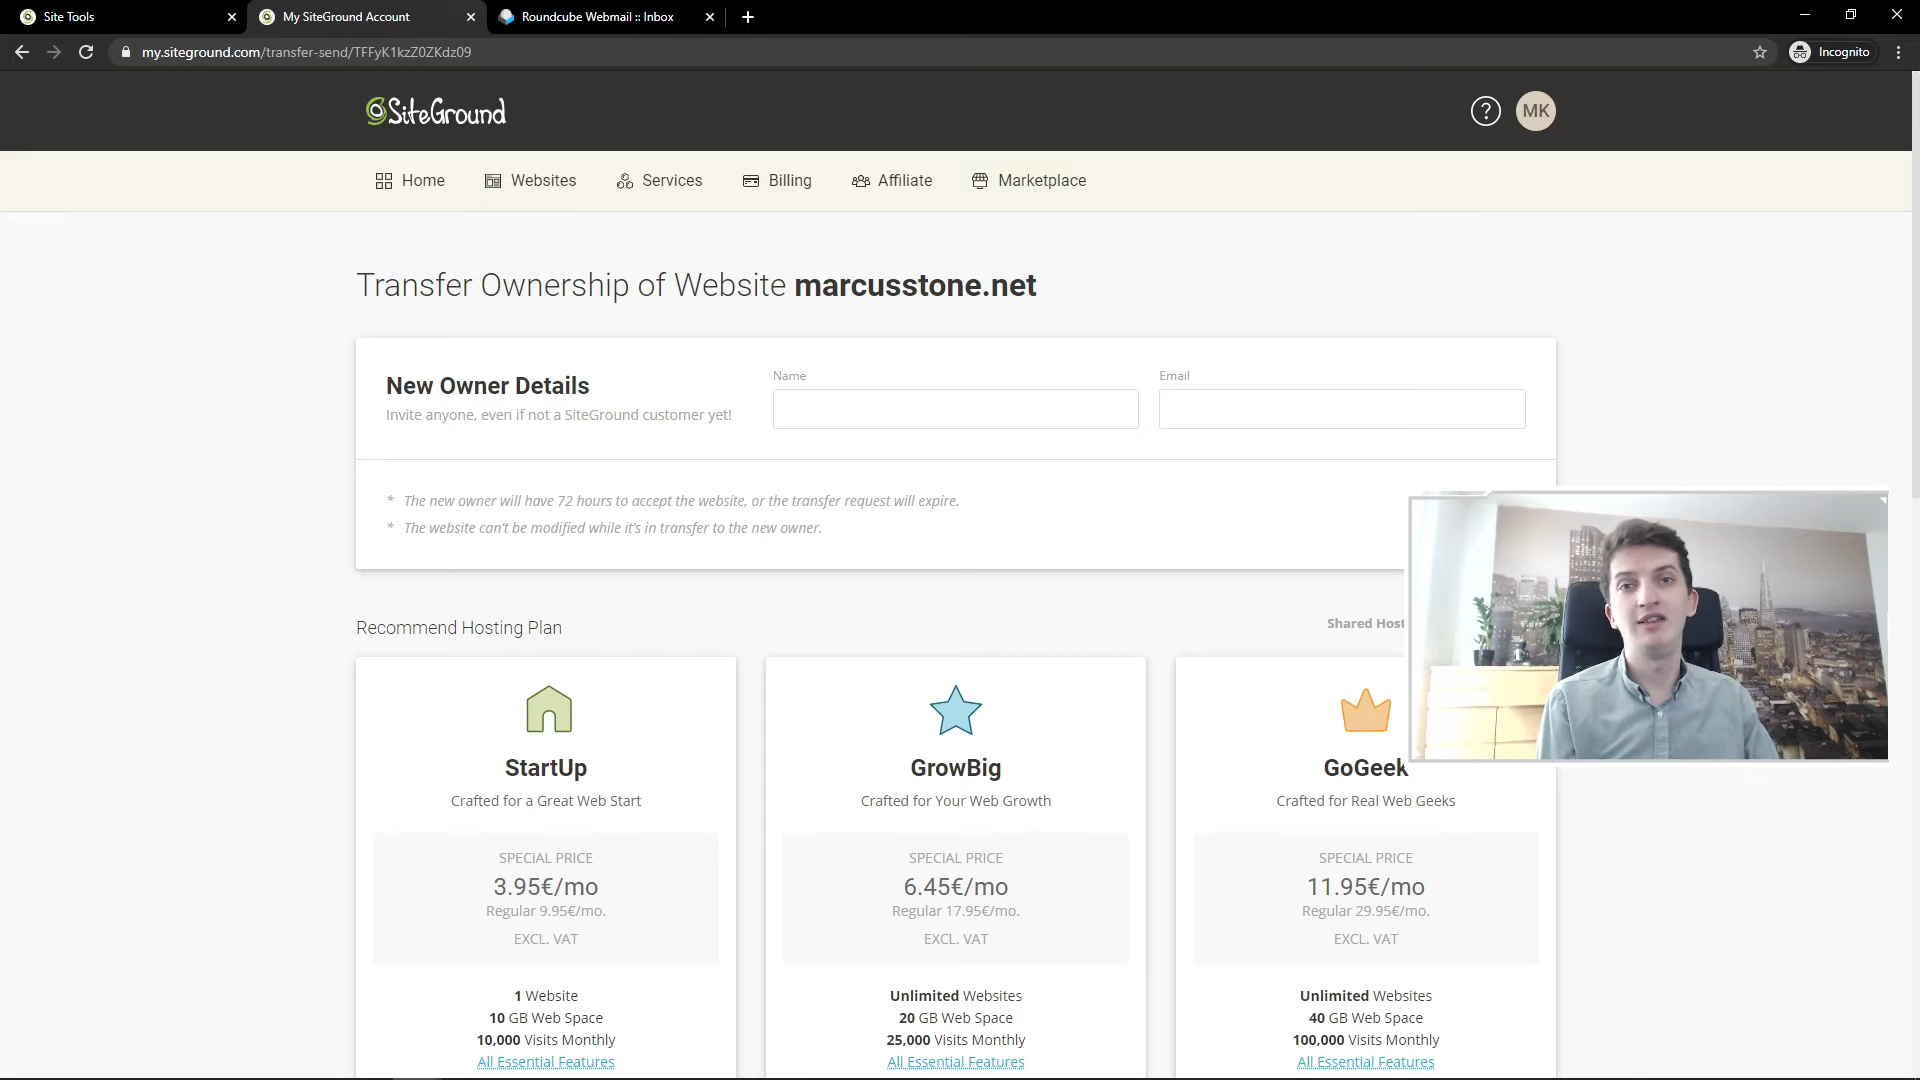 Site Tools
My SiteGround Account
Roundcube Webmail :: Inbox
my.siteground.com/transfer-send/TFFyK1kzZ0ZKdz09
Incognito
SiteGround
?
MK
Home
Websites
Services
Billing
Affiliate
Marketplace
Transfer Ownership of Website marcusstone.net
New Owner Details
Invite anyone, even if not a SiteGround customer yet!
Name
Email
* The new owner will have 72 hours to accept the website, or the transfer request will expire.
* The website can't be modified while it's in transfer to the new owner.
Recommend Hosting Plan
Shared Host
StartUp
Crafted for a Great Web Start
SPECIAL PRICE
3.95€/mo
Regular 9.95€/mo.
EXCL. VAT
1 Website
10 GB Web Space
10,000 Visits Monthly
All Essential Features
GrowBig
Crafted for Your Web Growth
SPECIAL PRICE
6.45€/mo
Regular 17.95€/mo.
EXCL. VAT
Unlimited Websites
20 GB Web Space
25,000 Visits Monthly
All Essential Features
GoGeek
Crafted for Real Web Geeks
SPECIAL PRICE
11.95€/mo
Regular 29.95€/mo.
EXCL. VAT
Unlimited Websites
40 GB Web Space
100,000 Visits Monthly
All Essential Features